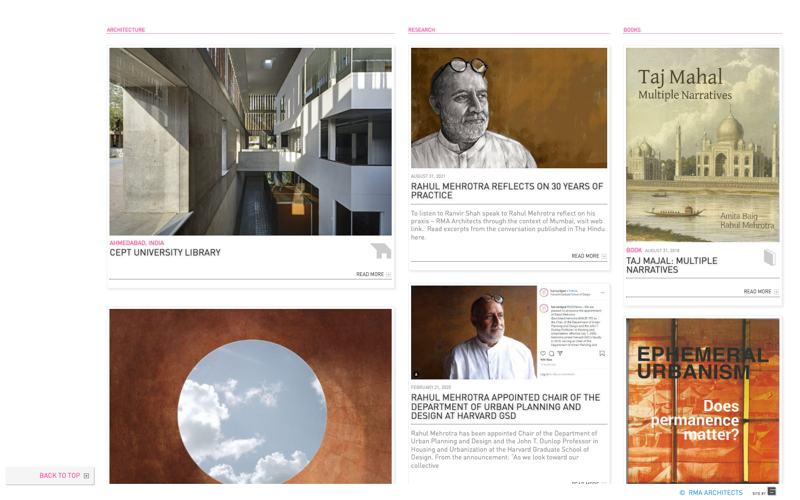 ARCHITECTURE
AHMEDABAD, INDIA
CEPT UNIVERSITY LIBRARY
READ MORE
RESEARCH
AUGUST 31, 2021
RAHUL MEHROTRA REFLECTS ON 30 YEARS OF
PRACTICE
To listen to Ranvir Shah speak to Rahul Mehrotra reflect on his
praxis – RMA Architects through the context of Mumbai, visit web
link. Read excerpts from the conversation published in The Hindu
here.
READ MORE
FEBRUARY 21, 2020
RAHUL MEHROTRA APPOINTED CHAIR OF THE
DEPARTMENT OF URBAN PLANNING AND
DESIGN AT HARVARD GSD
Rahul Mehrotra has been appointed Chair of the Department of
Urban Planning and Design and the John T. Dunlop Professor in
Housing and Urbanization at the Harvard Graduate School of
Design. From the announcement: "As we look toward our
collective
BOOKS
Taj Mahal
Multiple Narratives
Amita Baig
Rahul Mehrotra
BOOK AUGUST 31, 2018
TAJ MAJAL: MULTIPLE
NARRATIVES
READ MORE
EPHEMERAL
URBANISM
Does
permanence
matter?
BACK TO TOP
© RMA ARCHITECTS SITE BY